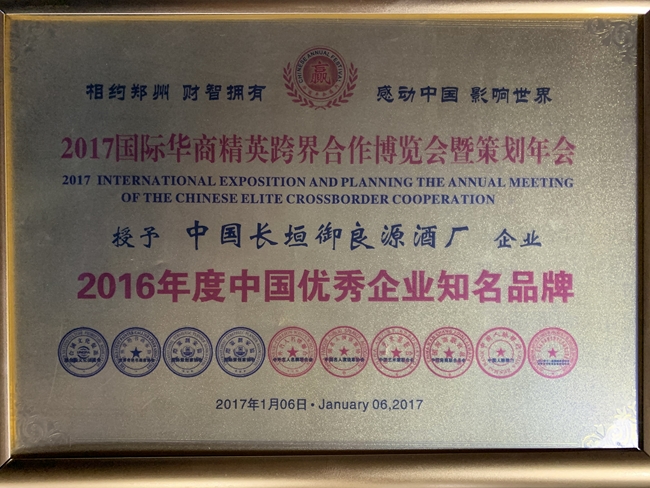 CHINESE ANNUAL FESTIVAL
赢
相约郑州 财智拥有 感动中国 影响世界
2017国际华商精英跨界合作博览会暨策划年会
2017 INTERNATIONAL EXPOSITION AND PLANNING THE ANNUAL MEETING
OF THE CHINESE ELITE CROSSBORDER COOPERATION
授予 中国长垣御良源酒厂 企业
2016年度中国优秀企业知名品牌
2017年1月06日·January 06,2017